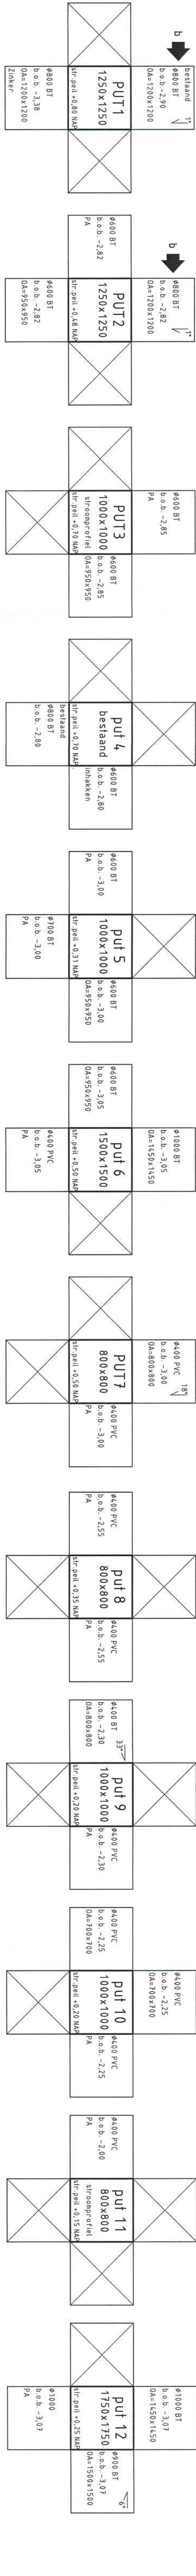 b
bestaand
ø800 BT
b.o.b. -2,90
OA=1200x1200
1°
PUT1
1250x1250
str.peil +0,80 NAP
ø800 BT
b.o.b. -3,38
OA=1200x1200
Zinker
b
ø800 BT
b.o.b. -2,82
OA=1200x1200
1°
ø600 BT
b.o.b. -2,82
PA
PUT2
1250x1250
str.peil +0,48 NAP
ø600 BT
b.o.b. -2,82
OA=950x950
ø600 BT
b.o.b. -2,85
PA
PUT3
1000x1000
stroomprofiel
str.peil +0,70 NAP
ø600 BT
b.o.b. -2,85
OA=950x950
put 4
bestaand
str.peil +0,70 NAP
ø600 BT
b.o.b. -2,80
inhakken
bestaand
ø800 BT
b.o.b. -2,80
ø600 BT
b.o.b. -3,00
PA
put 5
1000x1000
str.peil +0,31 NAP
ø600 BT
b.o.b. -3,00
OA=950x950
ø700 BT
b.o.b. -3,00
PA
ø1000 BT
b.o.b. -3,05
OA=1450x1450
ø600 BT
b.o.b. -3,05
OA=950x950
put 6
1500x1500
str.peil +0,50 NAP
ø400 PVC
b.o.b. -3,05
PA
ø400 PVC
b.o.b. -3,00
OA=800x800
18°
PUT7
800x800
str.peil +0,50 NAP
ø400 PVC
b.o.b. -3,00
PA
ø400 PVC
b.o.b. -2,55
PA
put 8
800x800
str.peil +0,35 NAP
ø400 PVC
b.o.b. -2,55
PA
ø400 BT
b.o.b. -2,30
OA=800x800
33°
put 9
1000x1000
str.peil +0,20 NAP
ø400 PVC
b.o.b. -2,30
PA
ø400 PVC
b.o.b. -2,25
OA=700x700
ø400 PVC
b.o.b. -2,25
OA=700x700
put 10
1000x1000
str.peil +0,20 NAP
ø400 PVC
b.o.b. -2,25
PA
ø400 PVC
b.o.b. -2,00
PA
put 11
800x800
stroomprofiel
str.peil +0,15 NAP
ø1000 BT
b.o.b. -3,07
OA=1450x1450
put 12
1750x1750
str.peil +0,25 NAP
ø900 BT
b.o.b. -3,07
OA=1500x1500
6°
ø1000
b.o.b. -3,07
PA